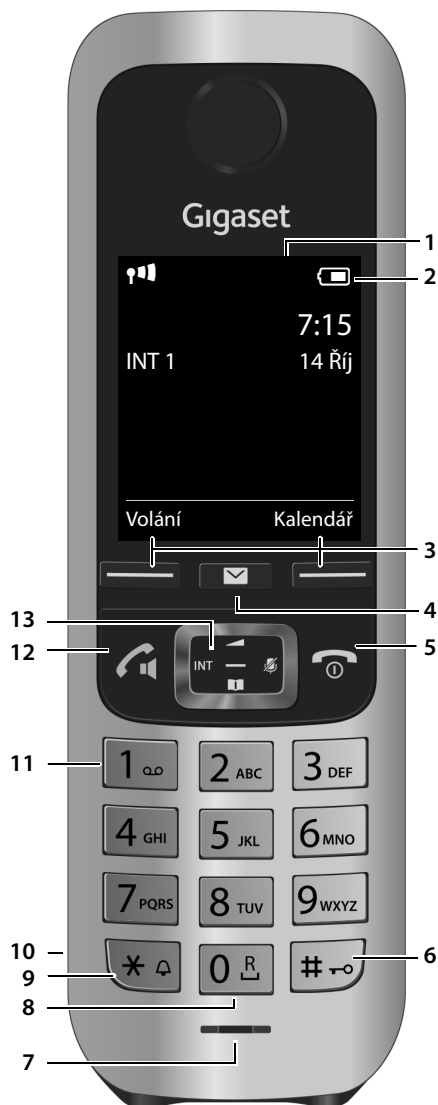 Gigaset
1
2
7:15
INT 1 14 Říj
Volání Kalendář
3
4
13
12
INT
5
11
1 2 ABC 3 DEF
4 GHI 5 JKL 6 MNO
7 PQRS 8 TUV 9 WXYZ
10
9
* 0 R #
6
8
7